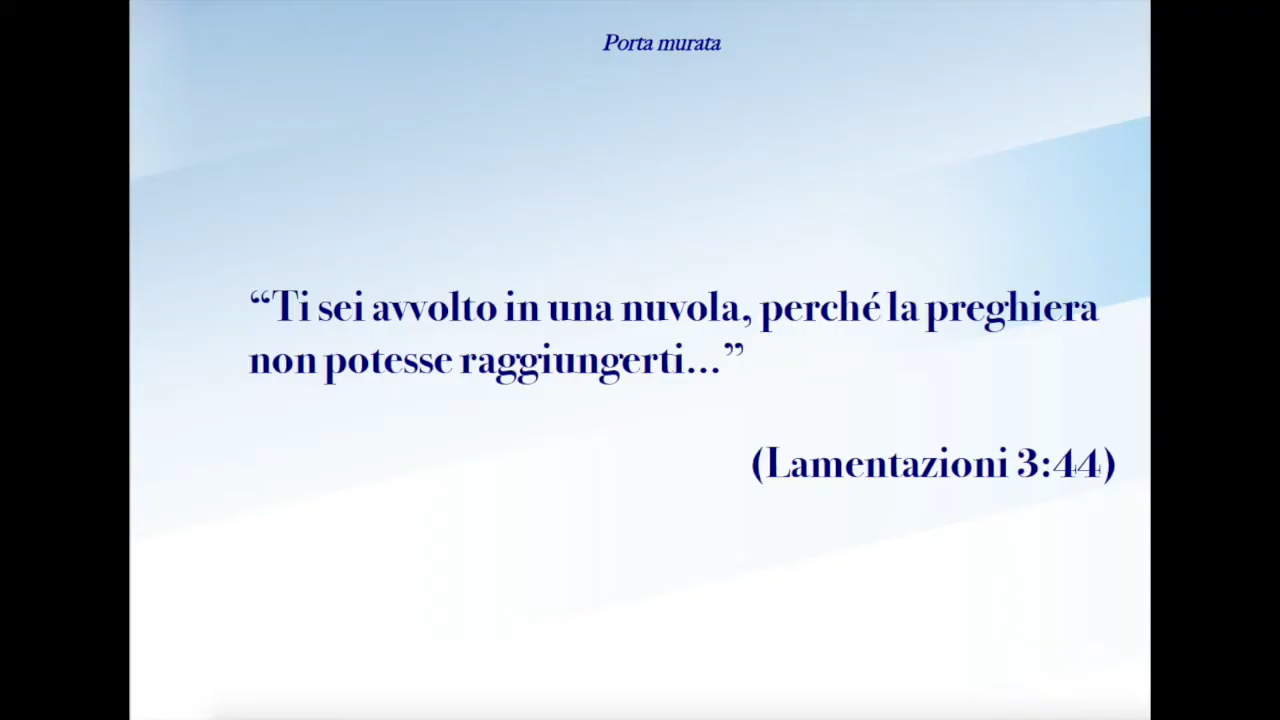 Porta murata
“Ti sei avvolto in una nuvola, perché la preghiera
non potesse raggiungerti...”
(Lamentazioni 3:44)